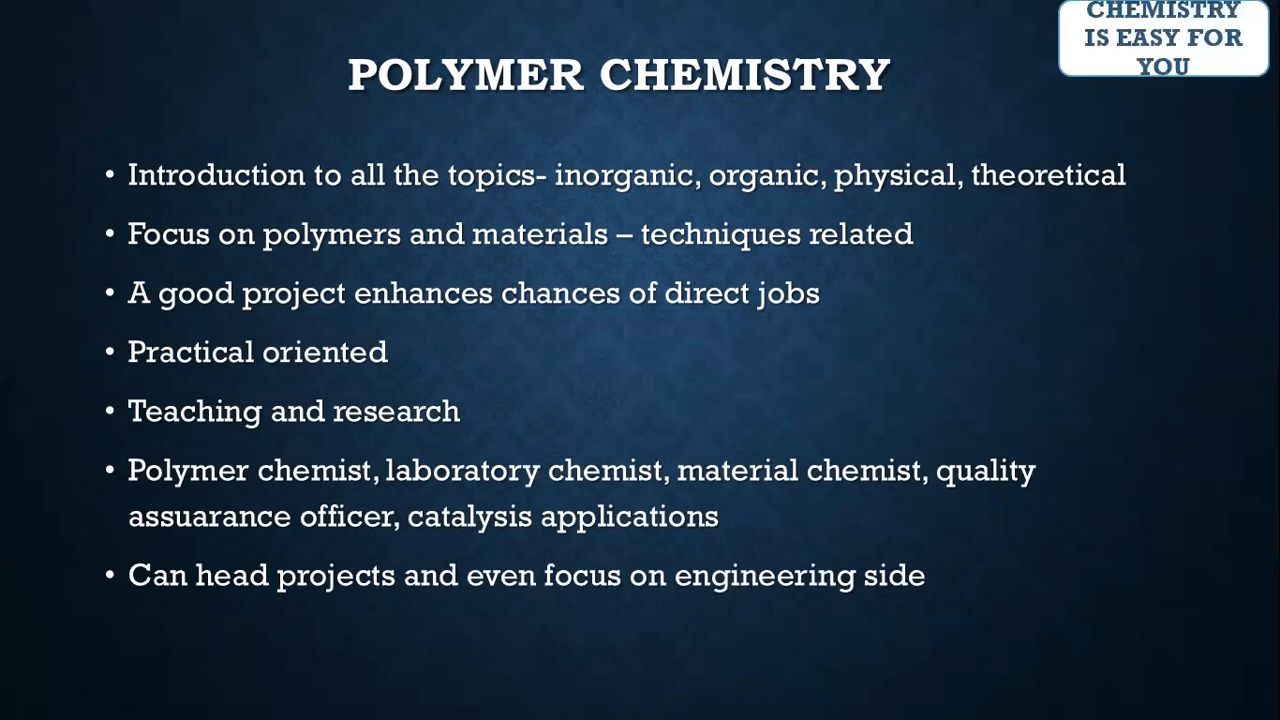 CHEMISTRY
IS EASY FOR
YOU
POLYMER CHEMISTRY
• Introduction to all the topics- inorganic, organic, physical, theoretical
• Focus on polymers and materials – techniques related
• A good project enhances chances of direct jobs
• Practical oriented
• Teaching and research
• Polymer chemist, laboratory chemist, material chemist, quality
assuarance officer, catalysis applications
• Can head projects and even focus on engineering side